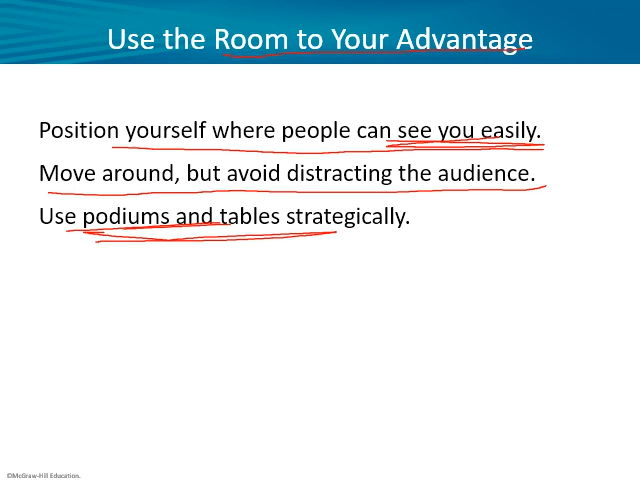 Use the Room to Your Advantage
Position yourself where people can see you easily.
Move around, but avoid distracting the audience.
Use podiums and tables strategically.
©McGraw-Hill Education.